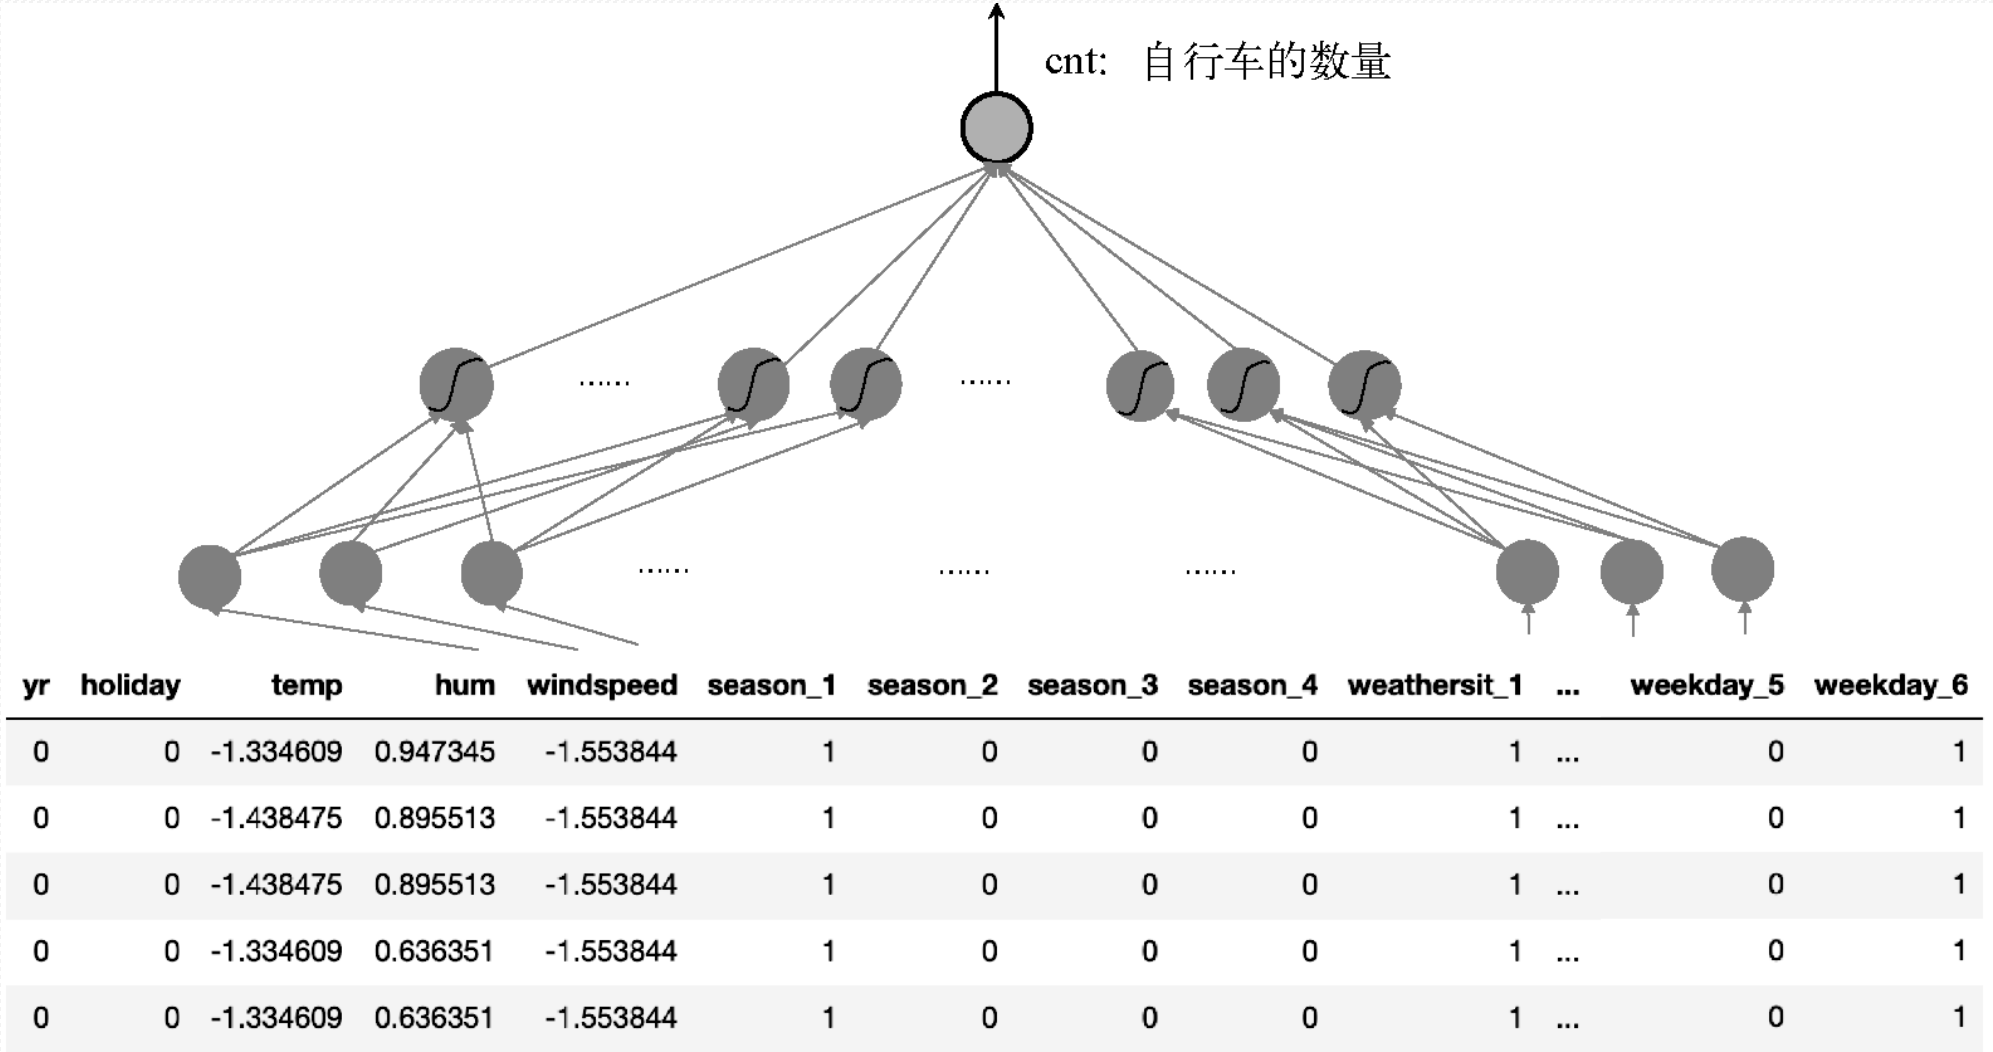 cnt: 自行车的数量
...... ......
...... ...... ......
yr holiday temp hum windspeed season_1 season_2 season_3 season_4 weathersit_1 ... weekday_5 weekday_6
0 0 -1.334609 0.947345 -1.553844 1 0 0 0 1 ... 0 1
0 0 -1.438475 0.895513 -1.553844 1 0 0 0 1 ... 0 1
0 0 -1.438475 0.895513 -1.553844 1 0 0 0 1 ... 0 1
0 0 -1.334609 0.636351 -1.553844 1 0 0 0 1 ... 0 1
0 0 -1.334609 0.636351 -1.553844 1 0 0 0 1 ... 0 1